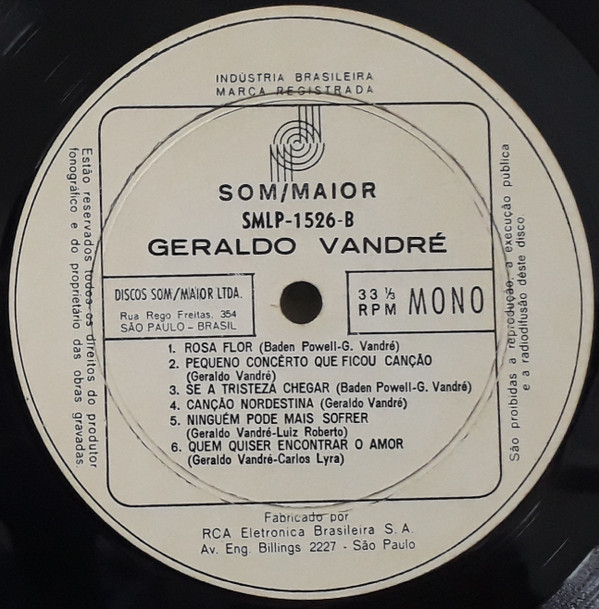 INDÚSTRIA BRASILEIRA
MARCA REGISTRADA
SOM/MAIOR
SMLP-1526-B
GERALDO VANDRÉ
DISCOS SOM/MAIOR LTDA.
Rua Rego Freitas, 354
SÃO PAULO - BRASIL
33 ⅓
RPM MONO
1. ROSA FLOR (Baden Powell-G. Vandré)
2. PEQUENO CONCÊRTO QUE FICOU CANÇÃO
(Geraldo Vandré)
3. SE A TRISTEZA CHEGAR (Baden Powell-G. Vandré)
4. CANÇÃO NORDESTINA (Geraldo Vandré)
5. NINGUÉM PODE MAIS SOFRER
(Geraldo Vandré-Luiz Roberto)
6. QUEM QUISER ENCONTRAR O AMOR
(Geraldo Vandré-Carlos Lyra)
Estão reservados todos os direitos do produtor
fonográfico e do proprietário das obras gravadas.
São proibidas a reprodução, a execução publica
e a radiodifusão dêste disco.
Fabricado por
RCA Eletronica Brasileira S. A.
Av. Eng. Billings 2227 - São Paulo